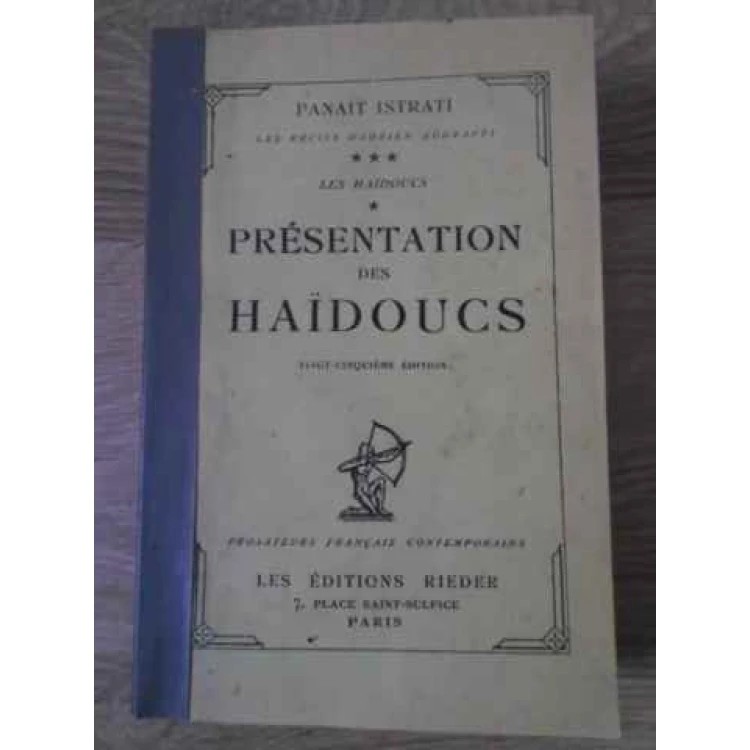 PANAIT ISTRATI
LES RÉCITS D'ADRIEN ZOGRAFFI
★★★
LES HAÏDOUCS
★
PRÉSENTATION
DES
HAÏDOUCS
VINGT-CINQUIÈME ÉDITION
PROSATEURS FRANÇAIS CONTEMPORAINS
LES ÉDITIONS RIEDER
7, PLACE SAINT-SULPICE
PARIS